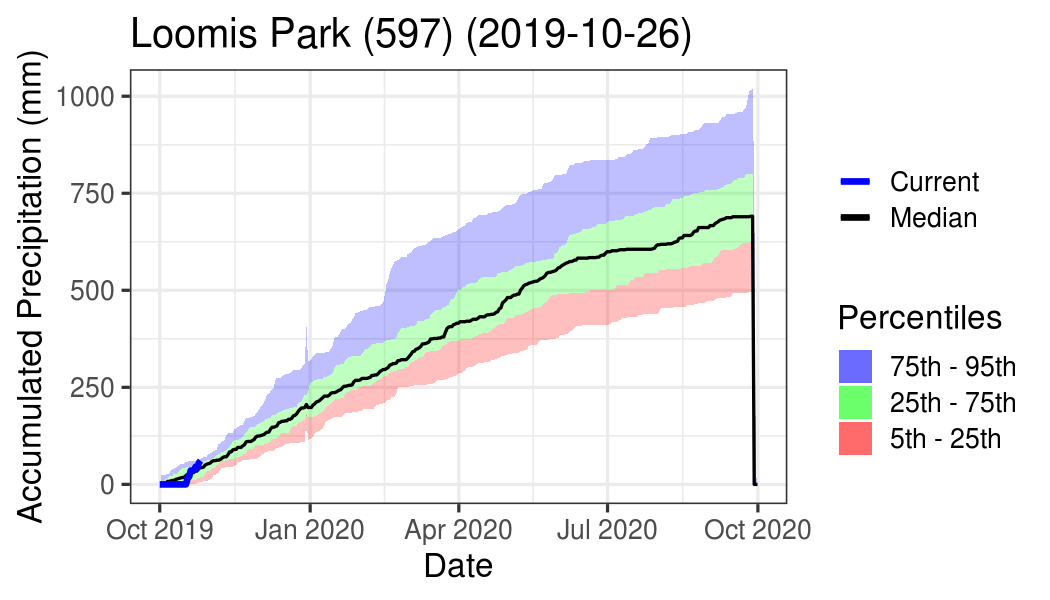 Loomis Park (597) (2019-10-26)
Accumulated Precipitation (mm)
1000
750
500
250
0
Oct 2019 Jan 2020 Apr 2020 Jul 2020 Oct 2020
Date
Current
Median
Percentiles
75th - 95th
25th - 75th
5th - 25th